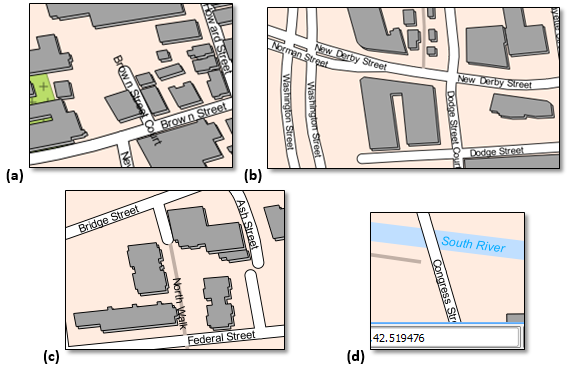 Howard Street
Brown Street Court
Brown Street
New
(a)
Norman Street
New Derby Street
New Derby Street
Washington Street
Washington Street
Dodge Street Court
Dodge Street
(b)
Bridge Street
Ash Street
North Walk
Federal Street
(c)
South River
Congress Stre
42.519476
(d)